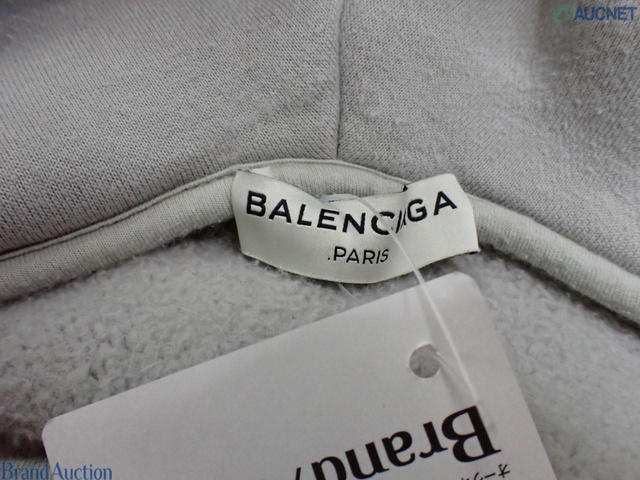 AUCNET
BALENCIAGA
.PARIS
Brand
Brand Auction